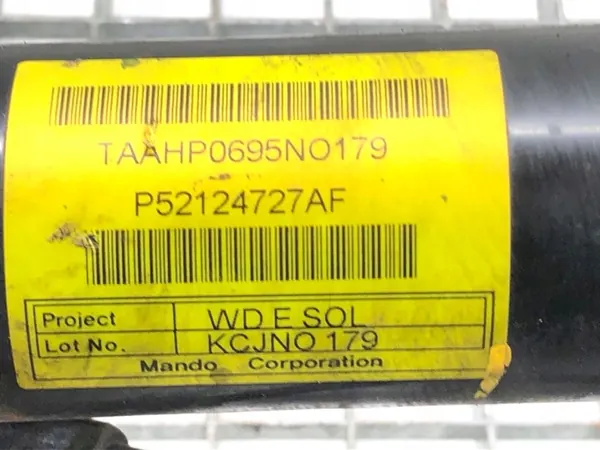 TAAHP0695NO179
P52124727AF
Project WD E SOL
Lot No. KCJNO 179
Mando Corporation